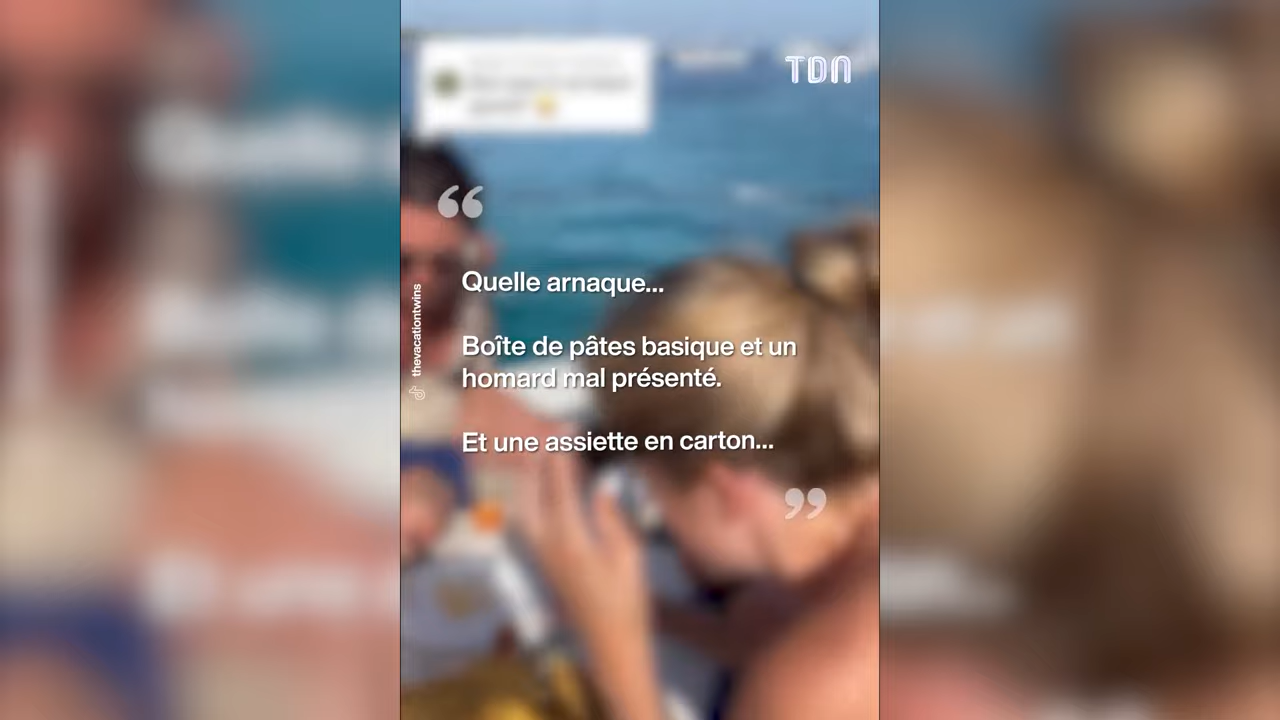 TDN
“
Quelle arnaque...
Boîte de pâtes basique et un
homard mal présenté.
Et une assiette en carton...
”
thevacationtwins